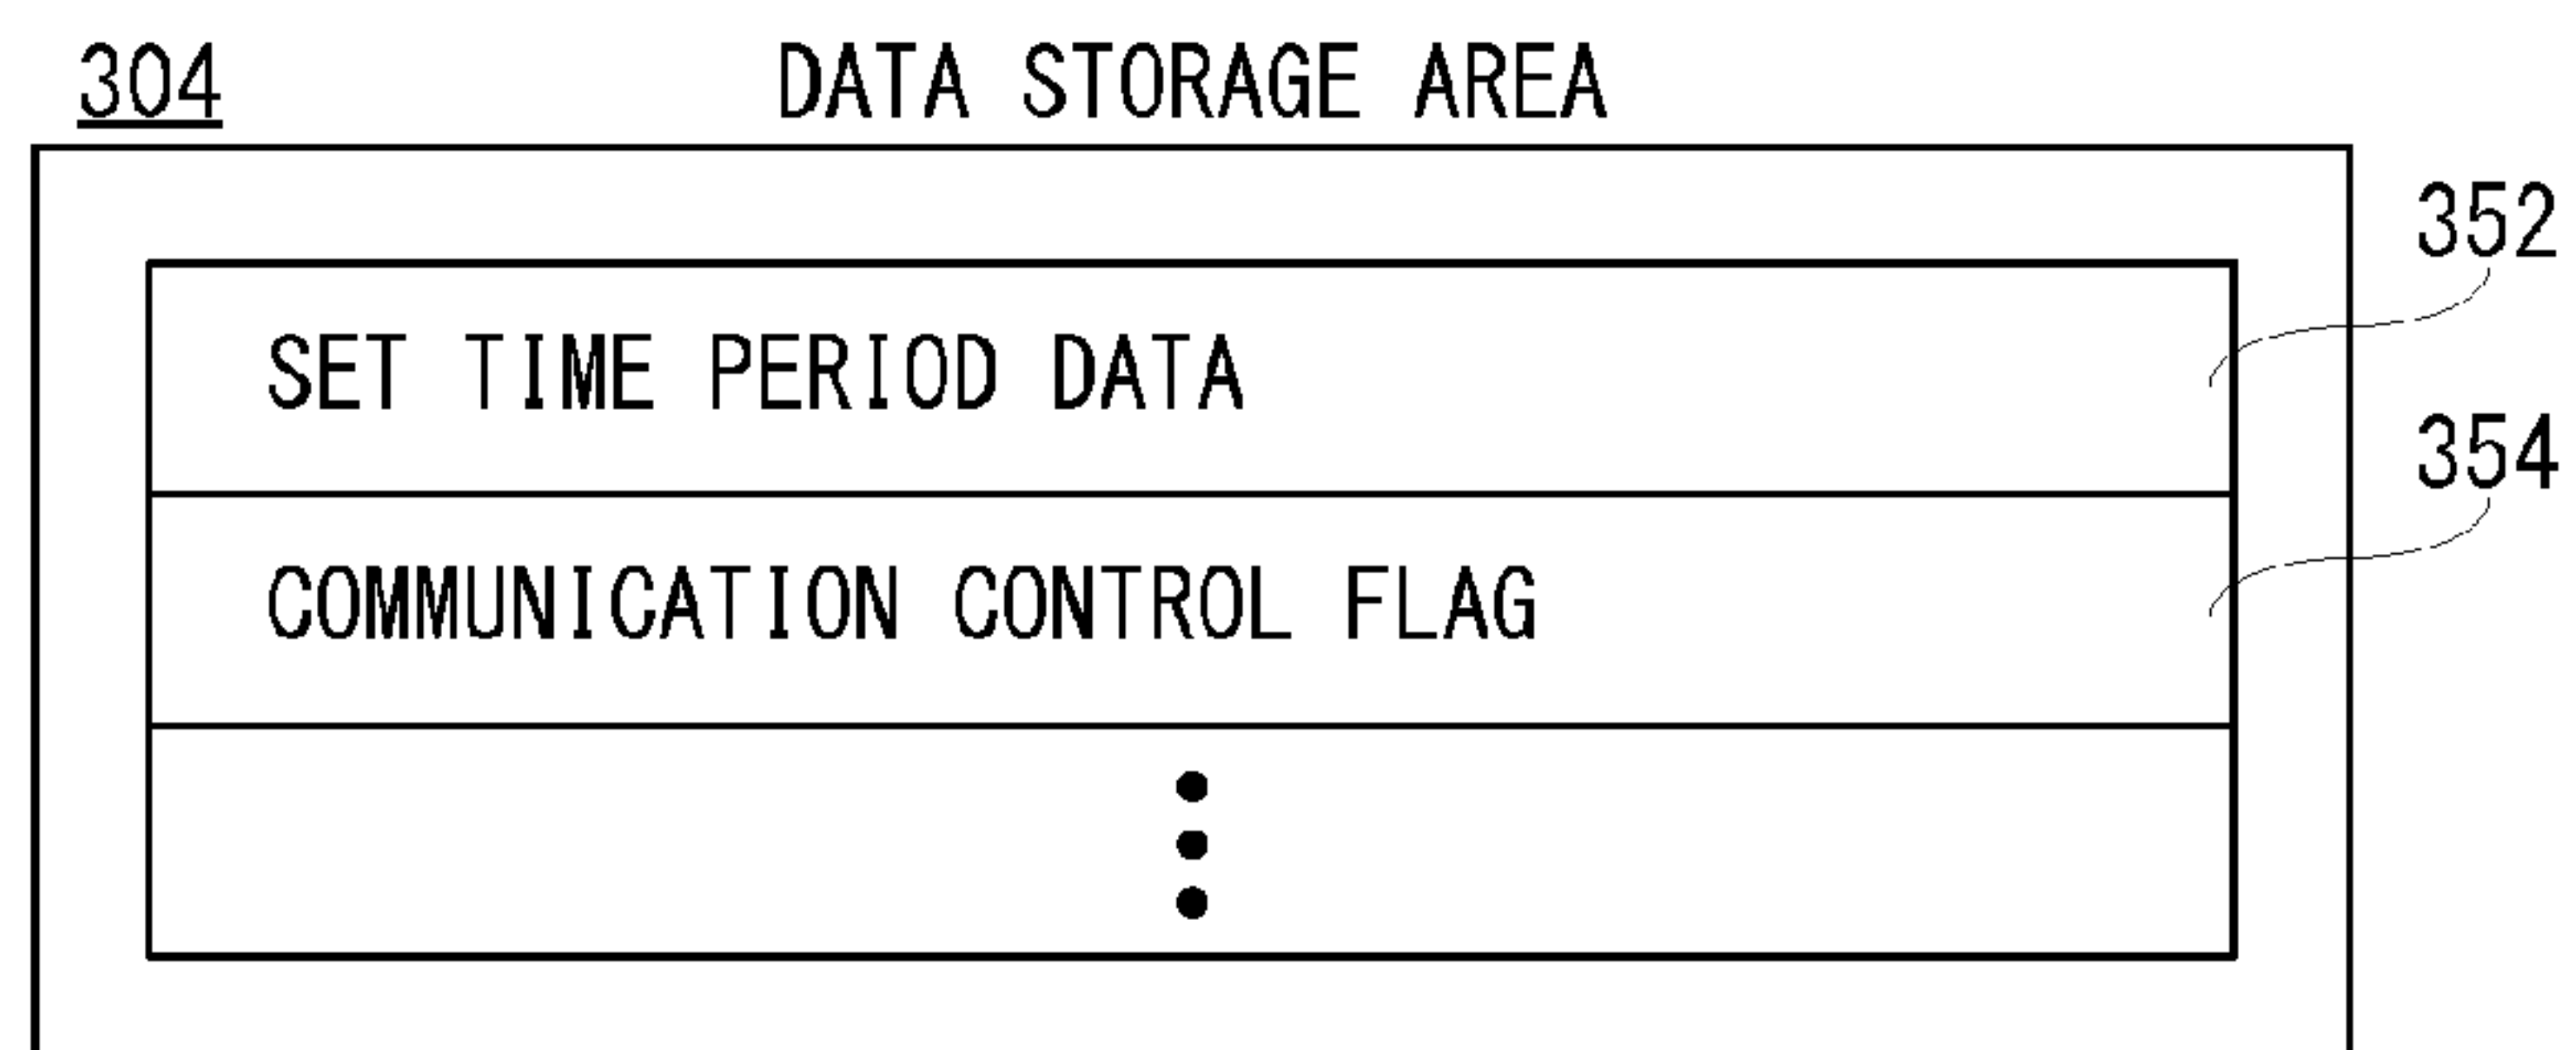 304 DATA STORAGE AREA
352
SET TIME PERIOD DATA
354
COMMUNICATION CONTROL FLAG